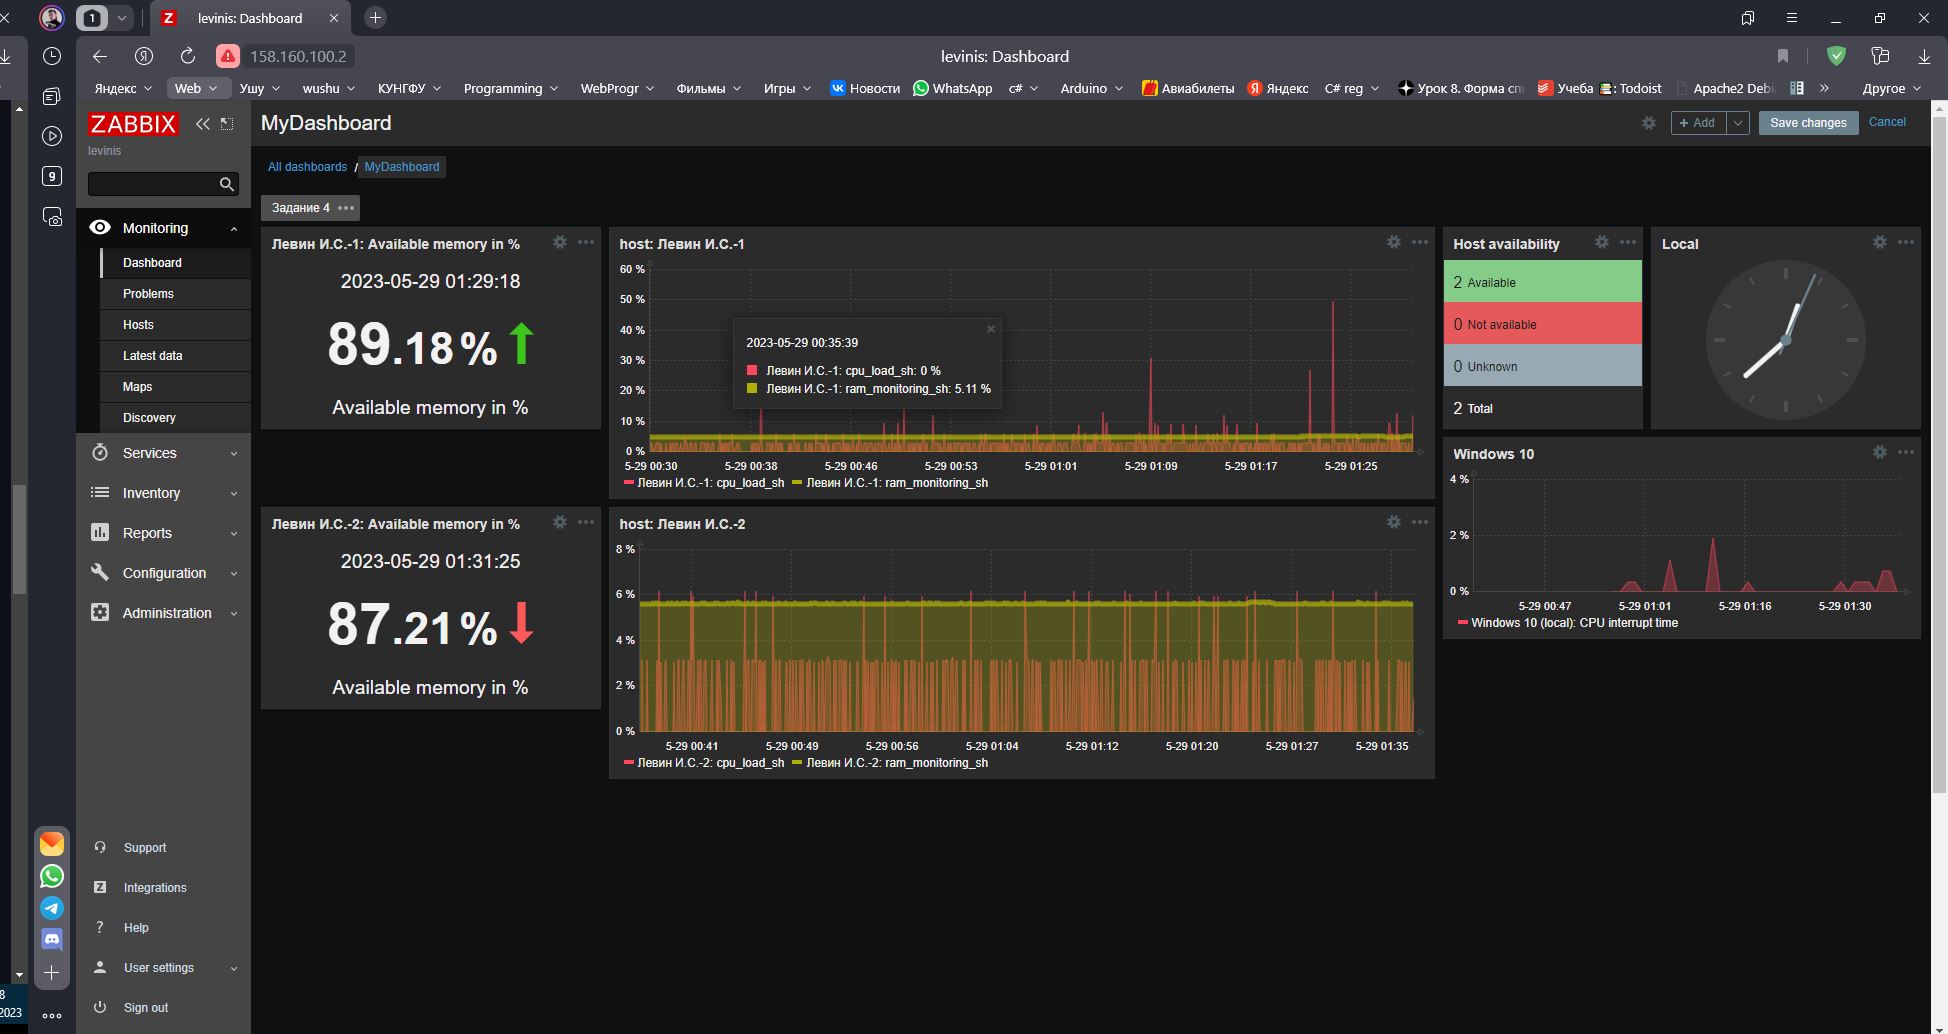 1
levinis: Dashboard
158.160.100.2
levinis: Dashboard
Яндекс
Web
Ушу
wushu
КУНГФУ
Programming
WebProgr
Фильмы
Игры
Новости
WhatsApp
c#
Arduino
Авиабилеты
Яндекс
C# reg
Урок 8. Форма сп
Учеба
: Todoist
Apache2 Debi
Другое
9
ZABBIX
levinis
Monitoring
Dashboard
Problems
Hosts
Latest data
Maps
Discovery
Services
Inventory
Reports
Configuration
Administration
Support
Integrations
Help
User settings
Sign out
8
2023
MyDashboard
+ Add
Save changes
Cancel
All dashboards / MyDashboard
Задание 4
Левин И.С.-1: Available memory in %
2023-05-29 01:29:18
89.18 %
Available memory in %
host: Левин И.С.-1
60 %
50 %
40 %
30 %
20 %
10 %
0 %
2023-05-29 00:35:39
Левин И.С.-1: cpu_load_sh: 0 %
Левин И.С.-1: ram_monitoring_sh: 5.11 %
5-29 00:30 5-29 00:38 5-29 00:46 5-29 00:53 5-29 01:01 5-29 01:09 5-29 01:17 5-29 01:25
Левин И.С.-1: cpu_load_sh Левин И.С.-1: ram_monitoring_sh
Host availability
2 Available
0 Not available
0 Unknown
2 Total
Local
Левин И.С.-2: Available memory in %
2023-05-29 01:31:25
87.21 %
Available memory in %
host: Левин И.С.-2
8 %
6 %
4 %
2 %
0 %
5-29 00:41 5-29 00:49 5-29 00:56 5-29 01:04 5-29 01:12 5-29 01:20 5-29 01:27 5-29 01:35
Левин И.С.-2: cpu_load_sh Левин И.С.-2: ram_monitoring_sh
Windows 10
4 %
2 %
0 %
5-29 00:47 5-29 01:01 5-29 01:16 5-29 01:30
Windows 10 (local): CPU interrupt time